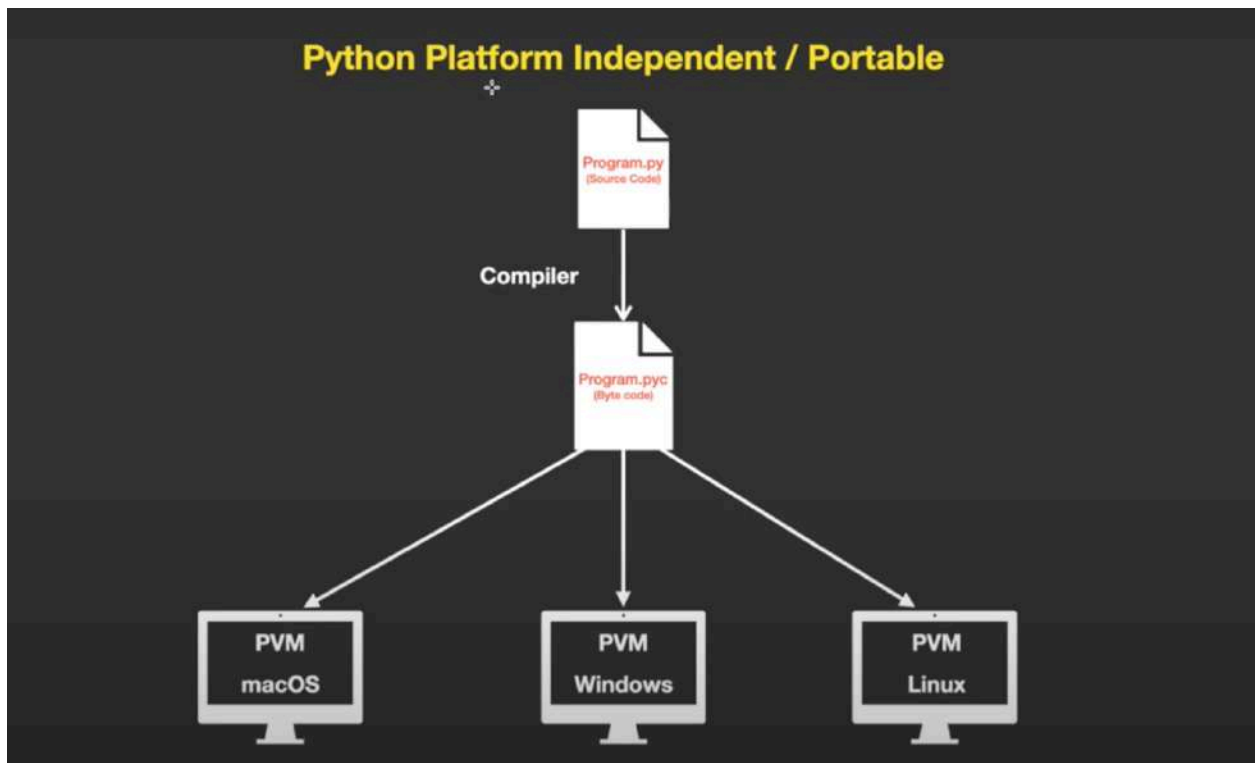 Python Platform Independent / Portable
Program.py
(Source Code)
Compiler
Program.pyc
(Byte code)
PVM
macOS
PVM
Windows
PVM
Linux